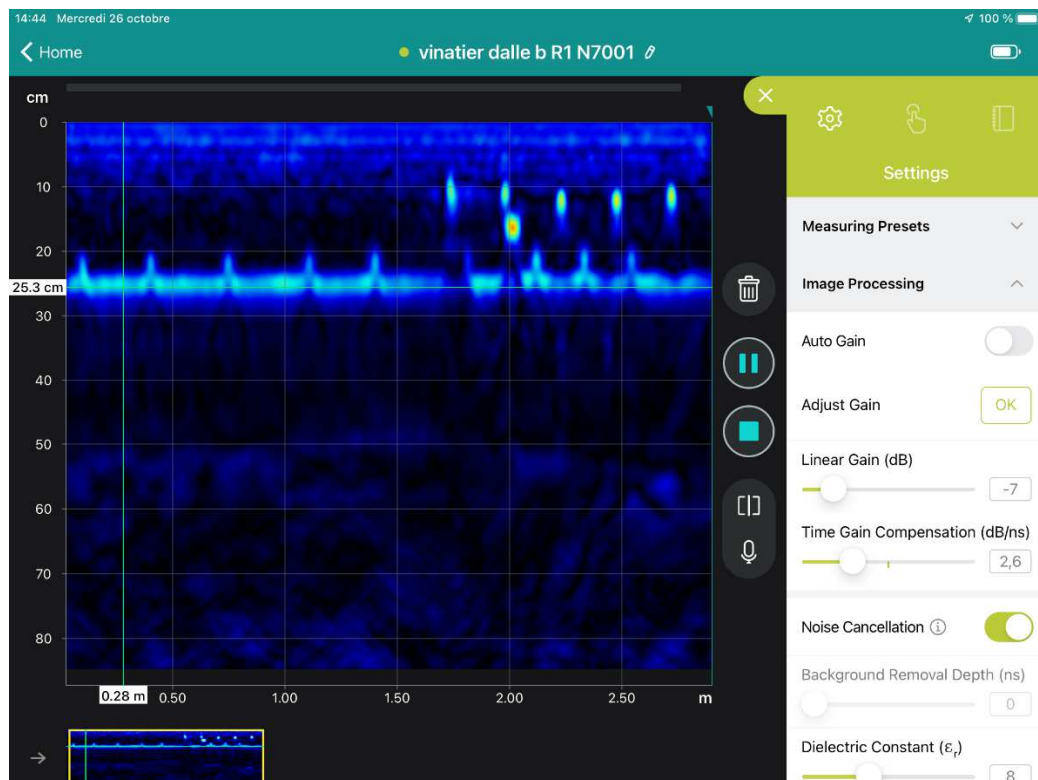 14:44 Mercredi 26 octobre
100 %
Home
vinatier dalle b R1 N7001
cm
0
10
20
25.3 cm
30
40
50
60
70
80
0.28 m
0.50
1.00
1.50
2.00
2.50
m
Settings
Measuring Presets
Image Processing
Auto Gain
Adjust Gain
OK
Linear Gain (dB)
-7
Time Gain Compensation (dB/ns)
2,6
Noise Cancellation
Background Removal Depth (ns)
0
Dielectric Constant (εr)
8